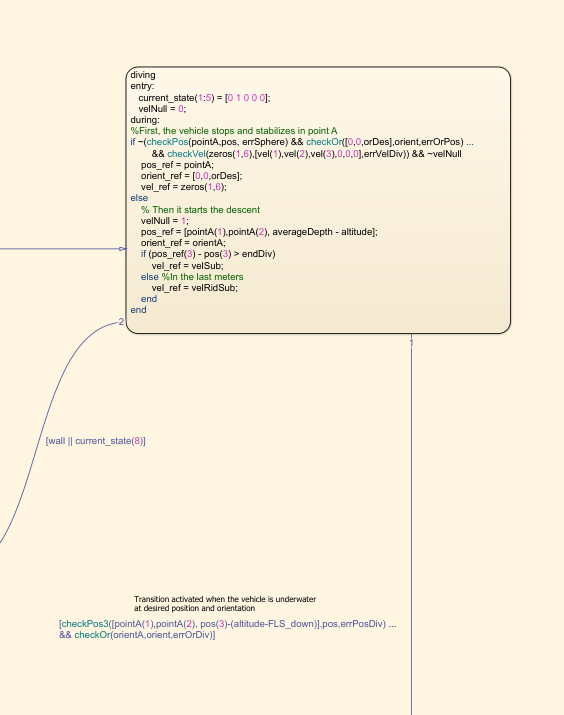 diving
entry:
current_state(1:5) = [0 1 0 0 0];
velNull = 0;
during:
%First, the vehicle stops and stabilizes in point A
if ~(checkPos(pointA,pos, errSphere) && checkOr([0,0,orDes],orient,errOrPos) ...
&& checkVel(zeros(1,6),[vel(1),vel(2),vel(3),0,0,0],errVelDiv)) && ~velNull
pos_ref = pointA;
orient_ref = [0,0,orDes];
vel_ref = zeros(1,6);
else
% Then it starts the descent
velNull = 1;
pos_ref = [pointA(1),pointA(2), averageDepth - altitude];
orient_ref = orientA;
if (pos_ref(3) - pos(3) > endDiv)
vel_ref = velSub;
else %In the last meters
vel_ref = velRidSub;
end
end
2
1
[wall || current_state(8)]
Transition activated when the vehicle is underwater
at desired position and orientation
[checkPos3([pointA(1),pointA(2), pos(3)-(altitude-FLS_down)],pos,errPosDiv) ...
&& checkOr(orientA,orient,errOrDiv)]